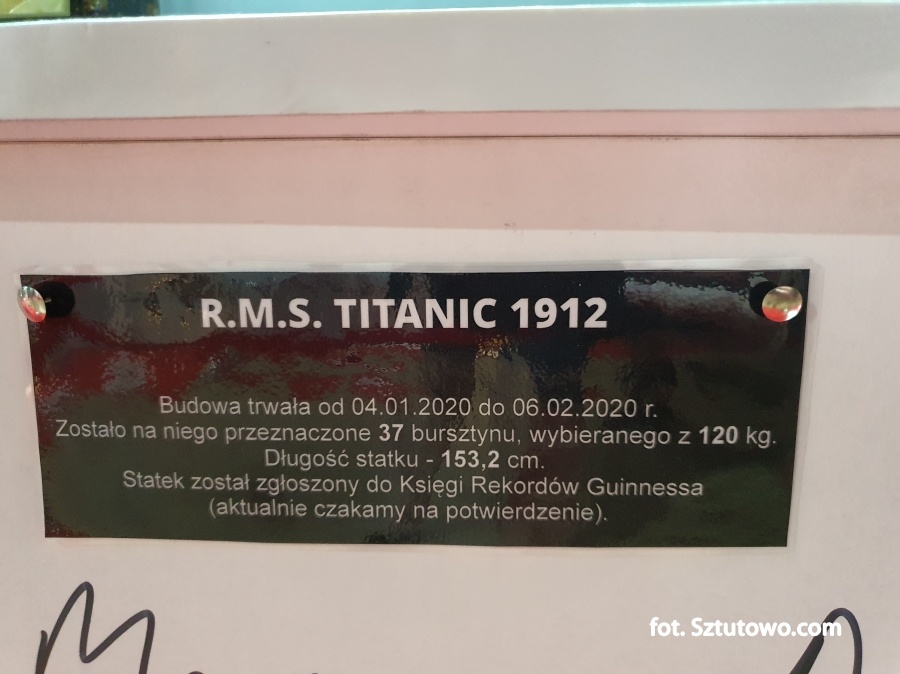 R.M.S. TITANIC 1912
Budowa trwała od 04.01.2020 do 06.02.2020 r.
Zostało na niego przeznaczone 37 bursztynu, wybieranego z 120 kg.
Długość statku - 153,2 cm.
Statek został zgłoszony do Księgi Rekordów Guinnessa
(aktualnie czakamy na potwierdzenie).
fot. Sztutowo.com